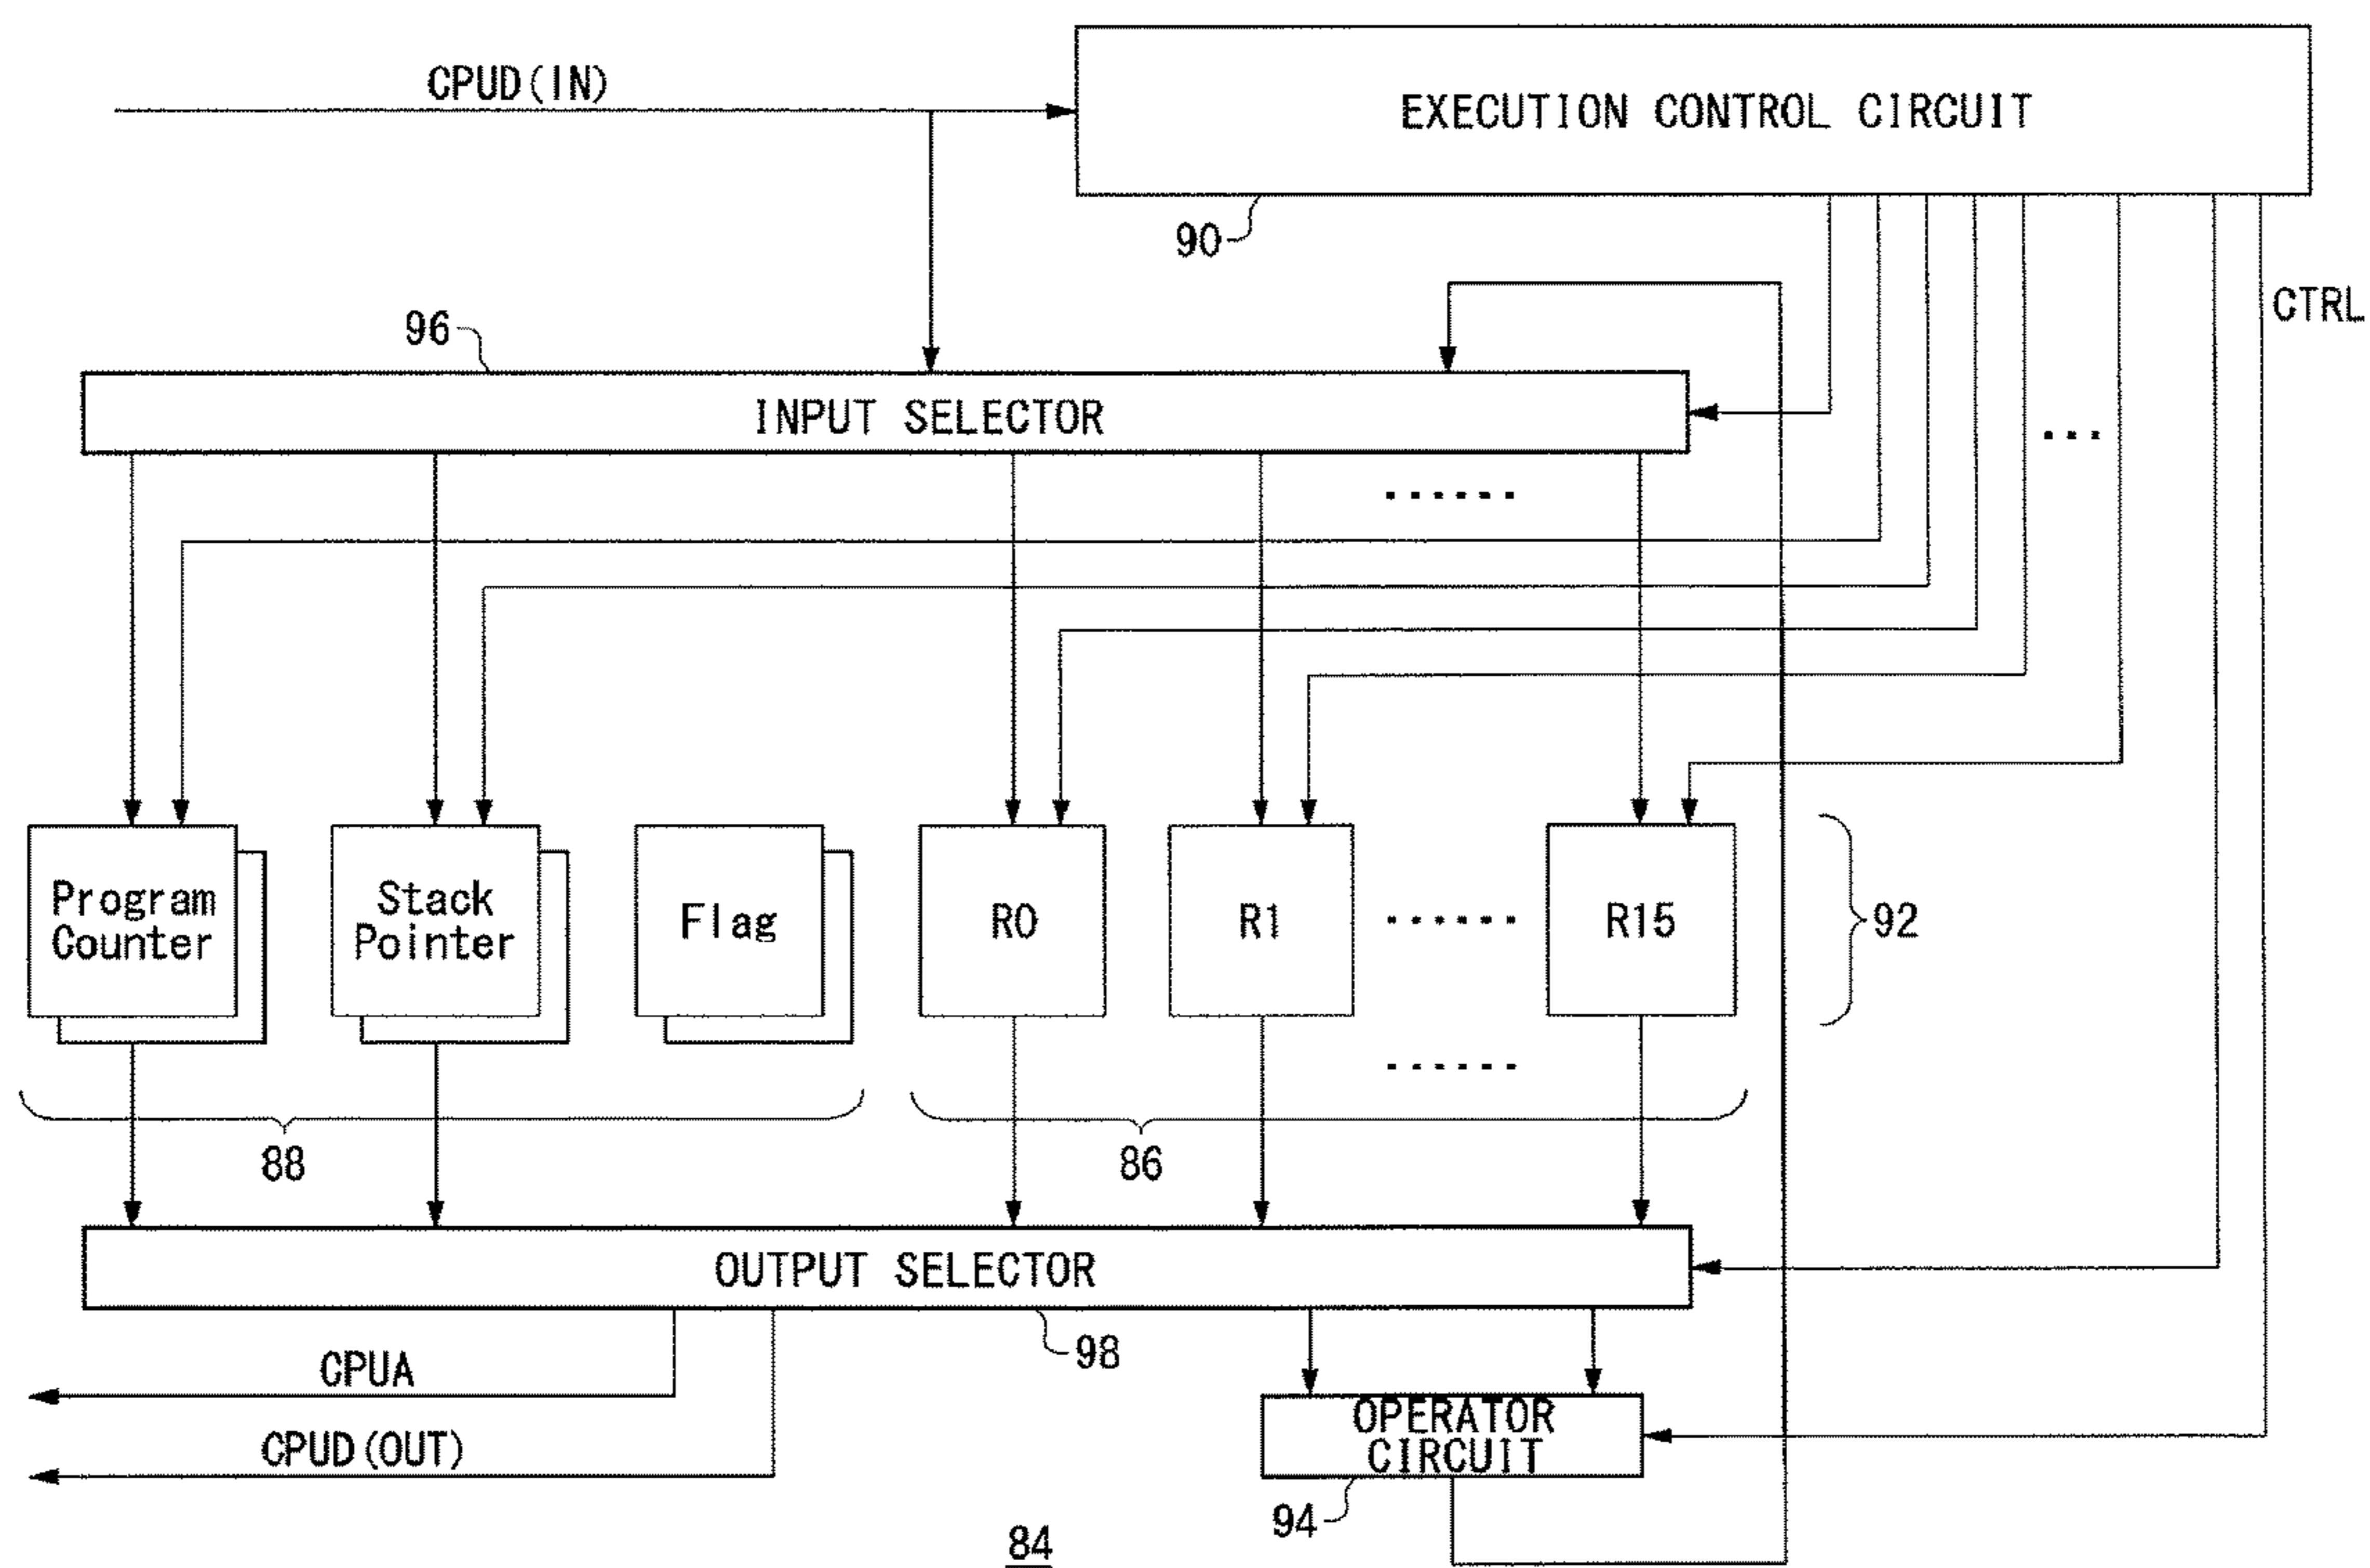 CPUD(IN)
EXECUTION CONTROL CIRCUIT
90
CTRL
96
INPUT SELECTOR
...
......
Program
Counter
Stack
Pointer
Flag
R0
R1
......
R15
92
......
88
86
OUTPUT SELECTOR
98
CPUA
CPUD(OUT)
OPERATOR
CIRCUIT
94
84